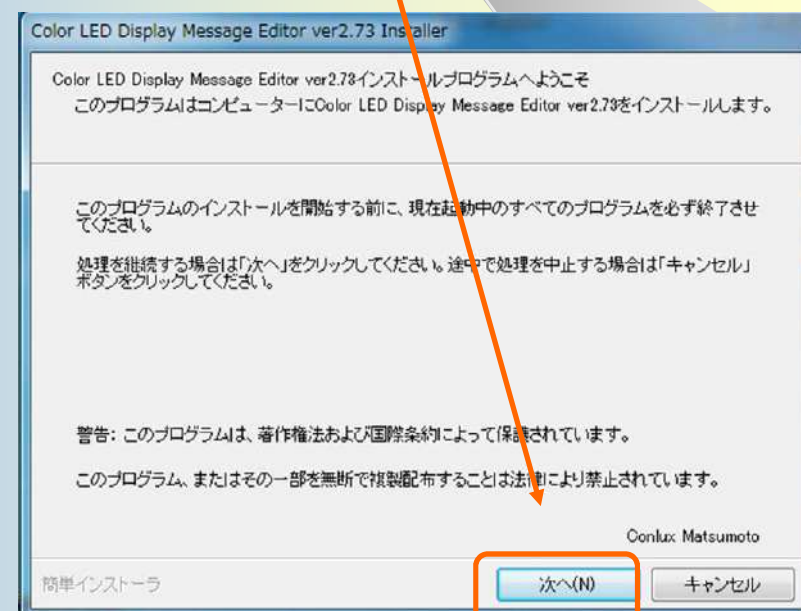 Color LED Display Message Editor ver2.73 Installer
Color LED Display Message Editor ver2.73インストールプログラムへようこそ
このプログラムはコンピューターにColor LED Display Message Editor ver2.73をインストールします。
このプログラムのインストールを開始する前に、現在起動中のすべてのプログラムを必ず終了させ
てください。
処理を継続する場合は「次へ」をクリックしてください。途中で処理を中止する場合は「キャンセル」
ボタンをクリックしてください。
警告: このプログラムは、著作権法および国際条約によって保護されています。
このプログラム、またはその一部を無断で複製配布することは法律により禁止されています。
Conlux Matsumoto
簡単インストーラ
次へ(N)
キャンセル